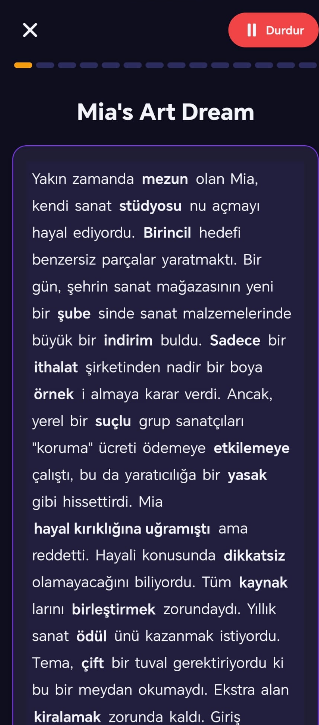 Durdur
Mia's Art Dream
Yakın zamanda mezun olan Mia,
kendi sanat stüdyosu nu açmayı
hayal ediyordu. Birincil hedefi
benzersiz parçalar yaratmaktı. Bir
gün, şehrin sanat mağazasının yeni
bir şube sinde sanat malzemelerinde
büyük bir indirim buldu. Sadece bir
ithalat şirketinden nadir bir boya
örnek i almaya karar verdi. Ancak,
yerel bir suçlu grup sanatçıları
"koruma" ücreti ödemeye etkilemeye
çalıştı, bu da yaratıcılığa bir yasak
gibi hissettirdi. Mia
hayal kırıklığına uğramıştı ama
reddetti. Hayali konusunda dikkatsiz
olamayacağını biliyordu. Tüm kaynak
larını birleştirmek zorundaydı. Yıllık
sanat ödül ünü kazanmak istiyordu.
Tema, çift bir tuval gerektiriyordu ki
bu bir meydan okumaydı. Ekstra alan
kiralamak zorunda kaldı. Giriş